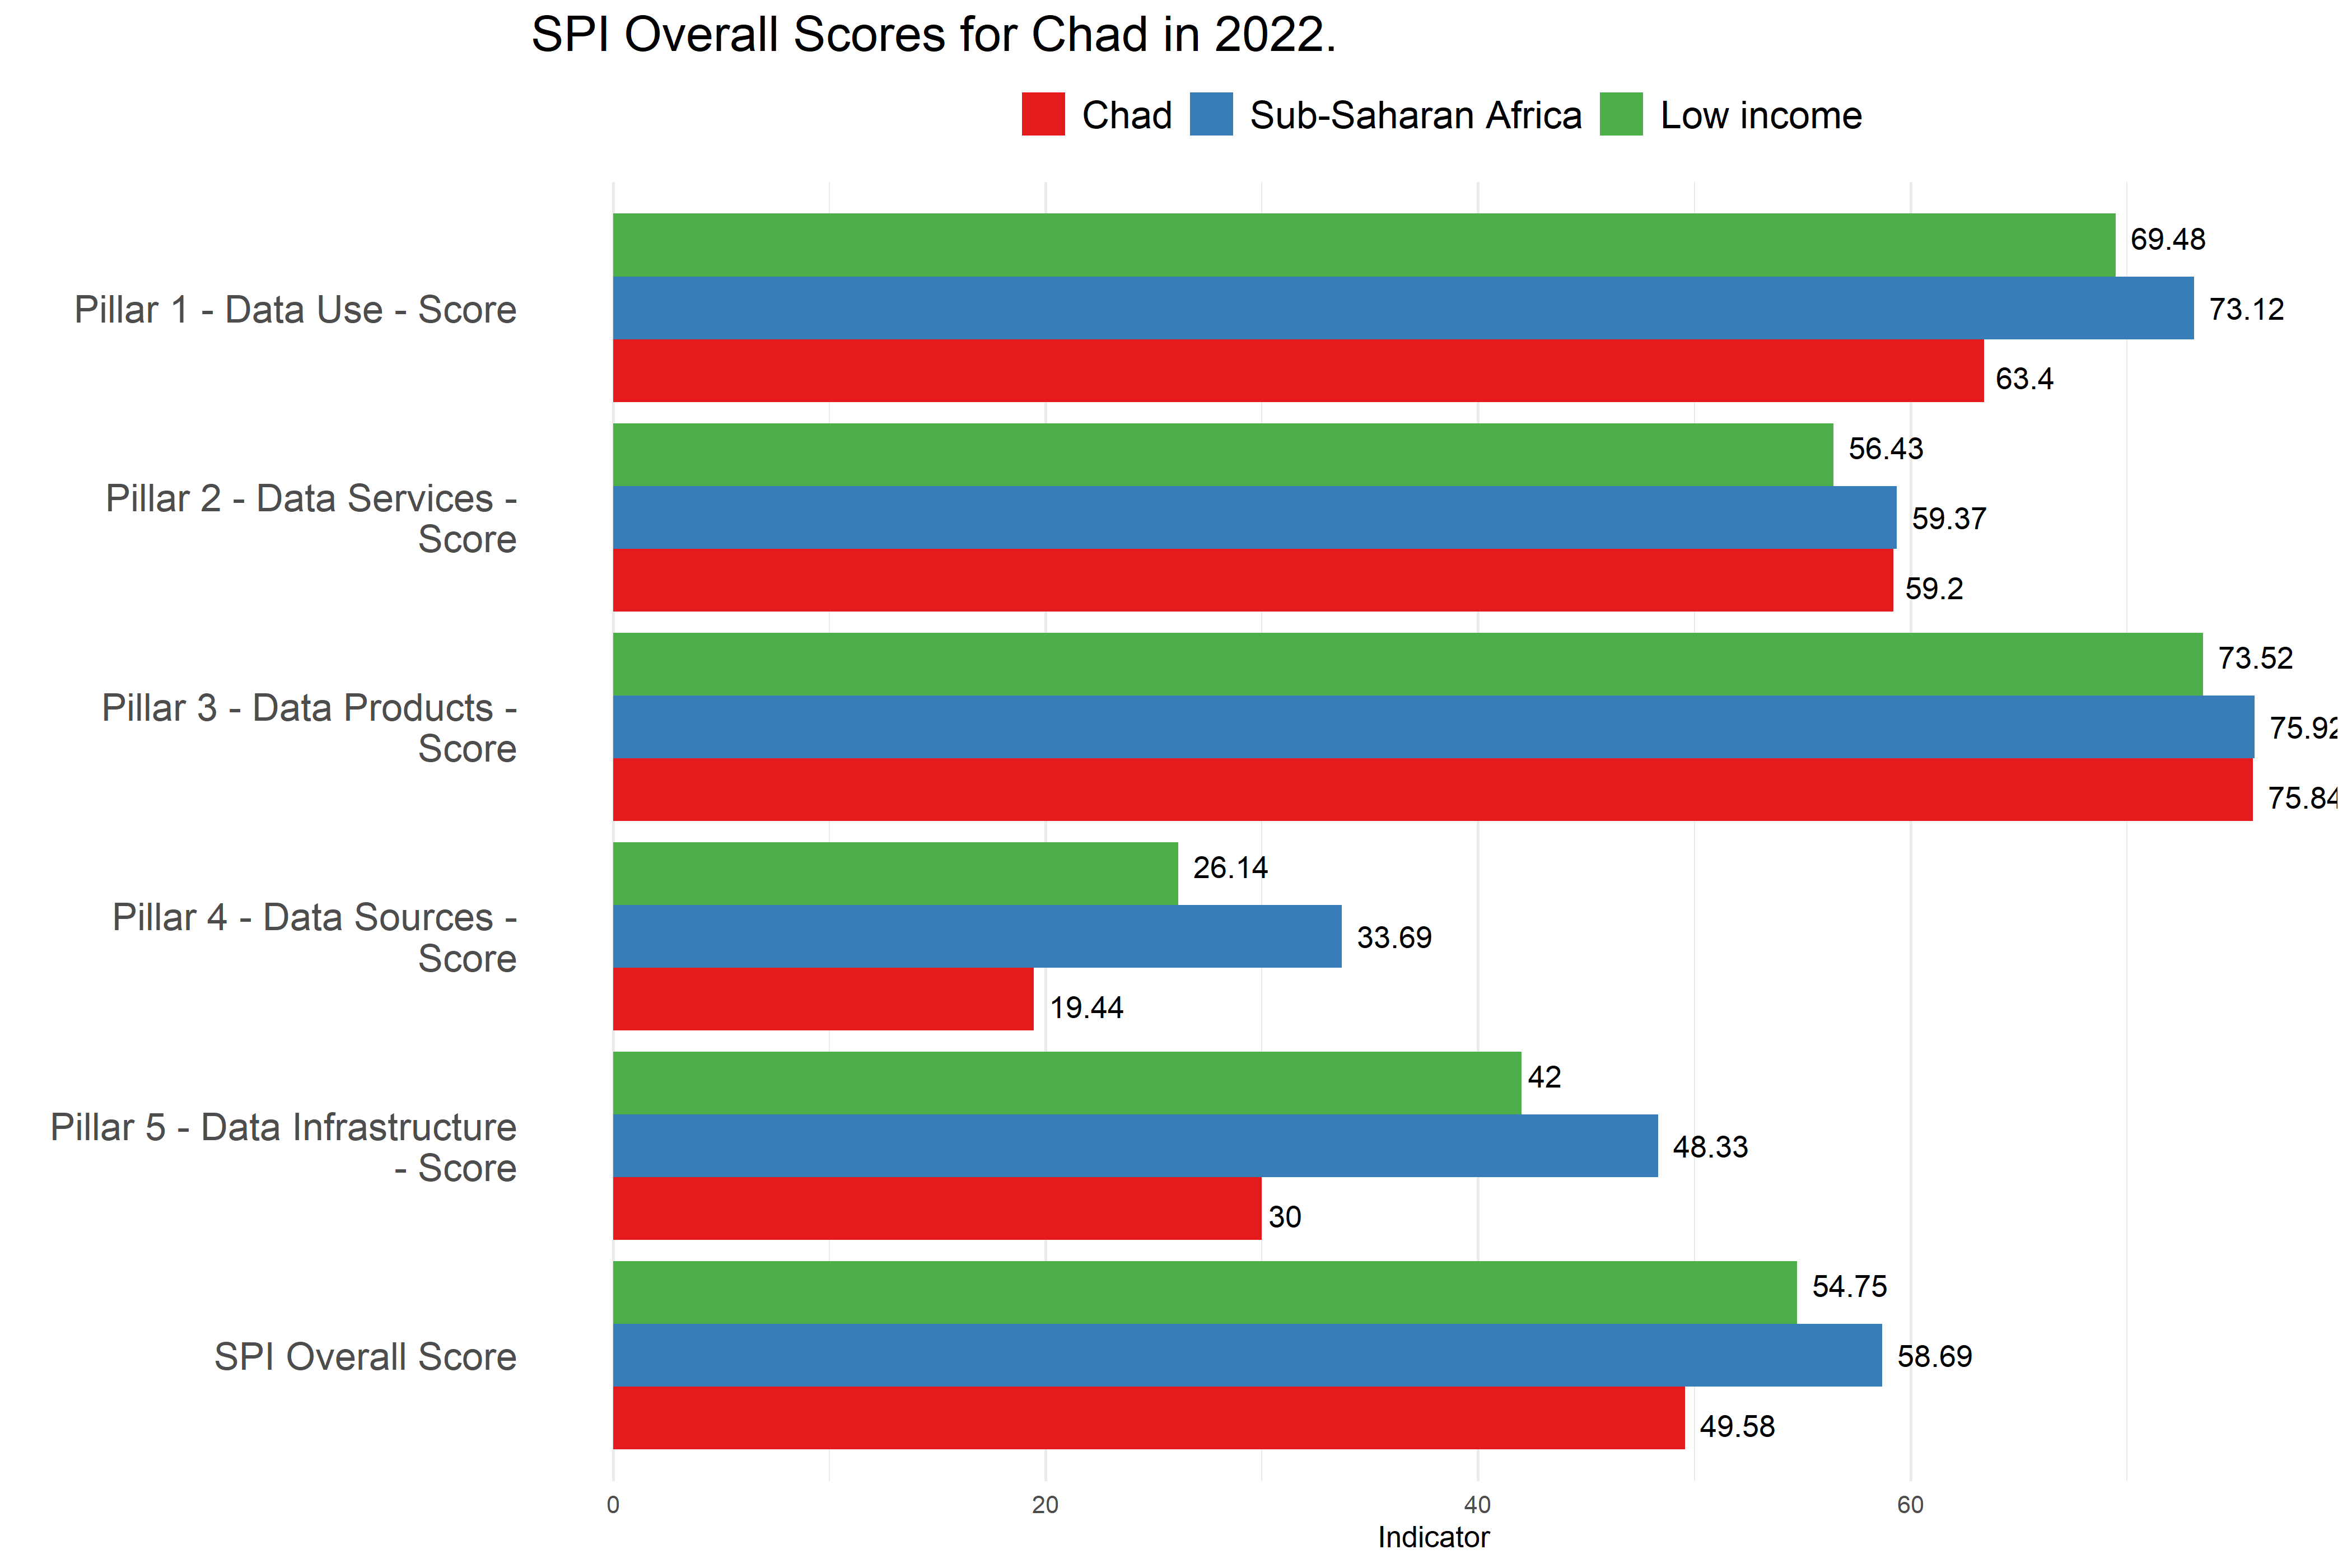 SPI Overall Scores for Chad in 2022.
Chad Sub-Saharan Africa Low income
Pillar 1 - Data Use - Score
69.48
73.12
63.4
Pillar 2 - Data Services -
Score
56.43
59.37
59.2
Pillar 3 - Data Products -
Score
73.52
75.92
75.84
Pillar 4 - Data Sources -
Score
26.14
33.69
19.44
Pillar 5 - Data Infrastructure
- Score
42
48.33
30
SPI Overall Score
54.75
58.69
49.58
0 20 40 60
Indicator